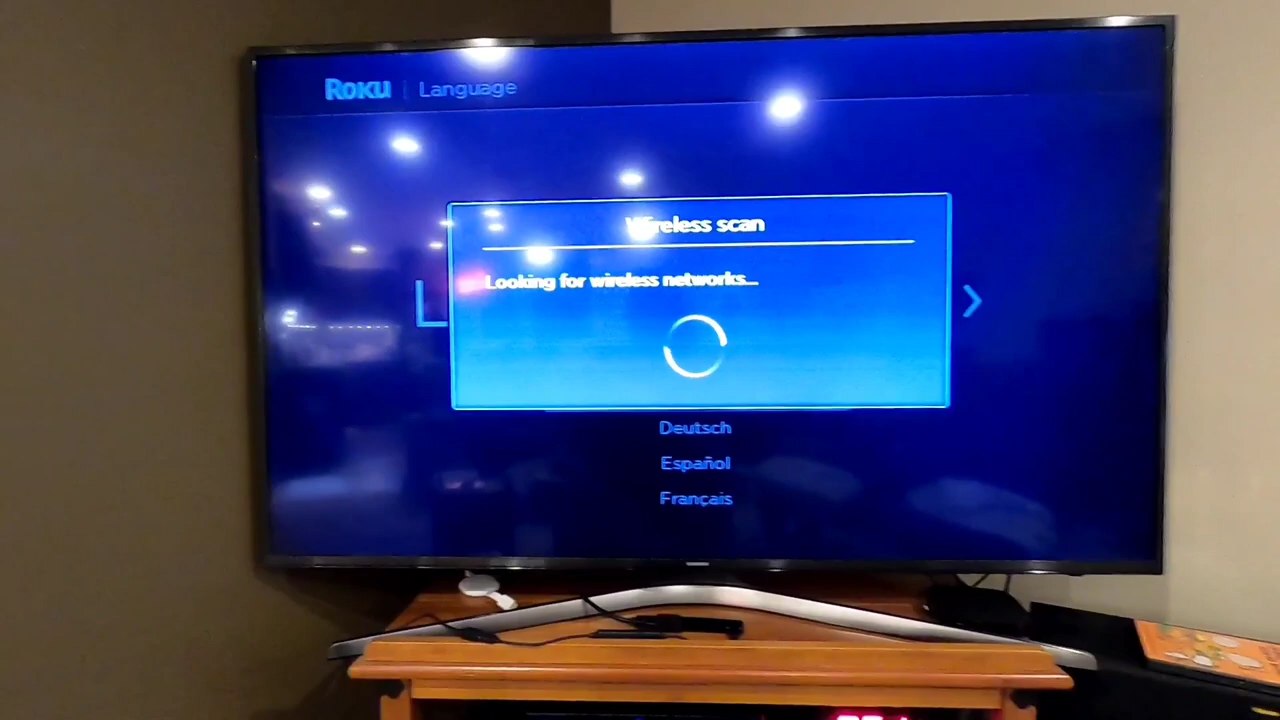 Roku | Language
Wireless scan
Looking for wireless networks...
Deutsch
Español
Français